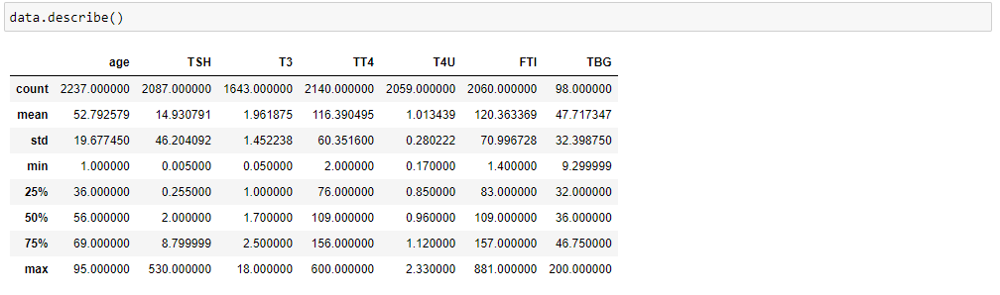 data.describe()
age TSH T3 TT4 T4U FTI TBG
count 2237.000000 2087.000000 1643.000000 2140.000000 2059.000000 2060.000000 98.000000
mean 52.792579 14.930791 1.961875 116.390495 1.013439 120.363369 47.717347
std 19.677450 46.204092 1.452238 60.351600 0.280222 70.996728 32.398750
min 1.000000 0.005000 0.050000 2.000000 0.170000 1.400000 9.299999
25% 36.000000 0.255000 1.000000 76.000000 0.850000 83.000000 32.000000
50% 56.000000 2.000000 1.700000 109.000000 0.960000 109.000000 36.000000
75% 69.000000 8.799999 2.500000 156.000000 1.120000 157.000000 46.750000
max 95.000000 530.000000 18.000000 600.000000 2.330000 881.000000 200.000000